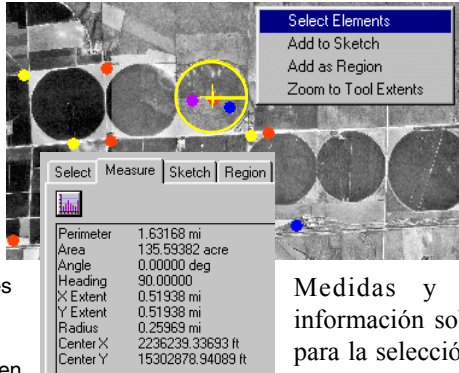 Select Elements
Add to Sketch
Add as Region
Zoom to Tool Extents
Select Measure Sketch Region
Perimeter 1.63168 mi
Area 135.59382 acre
Angle 0.00000 deg
Heading 90.00000
X Extent 0.51938 mi
Y Extent 0.51938 mi
Radius 0.25969 mi
Center X 2236239.33693 ft
Center Y 15302878.94089 ft
Medidas y
información
para la selección